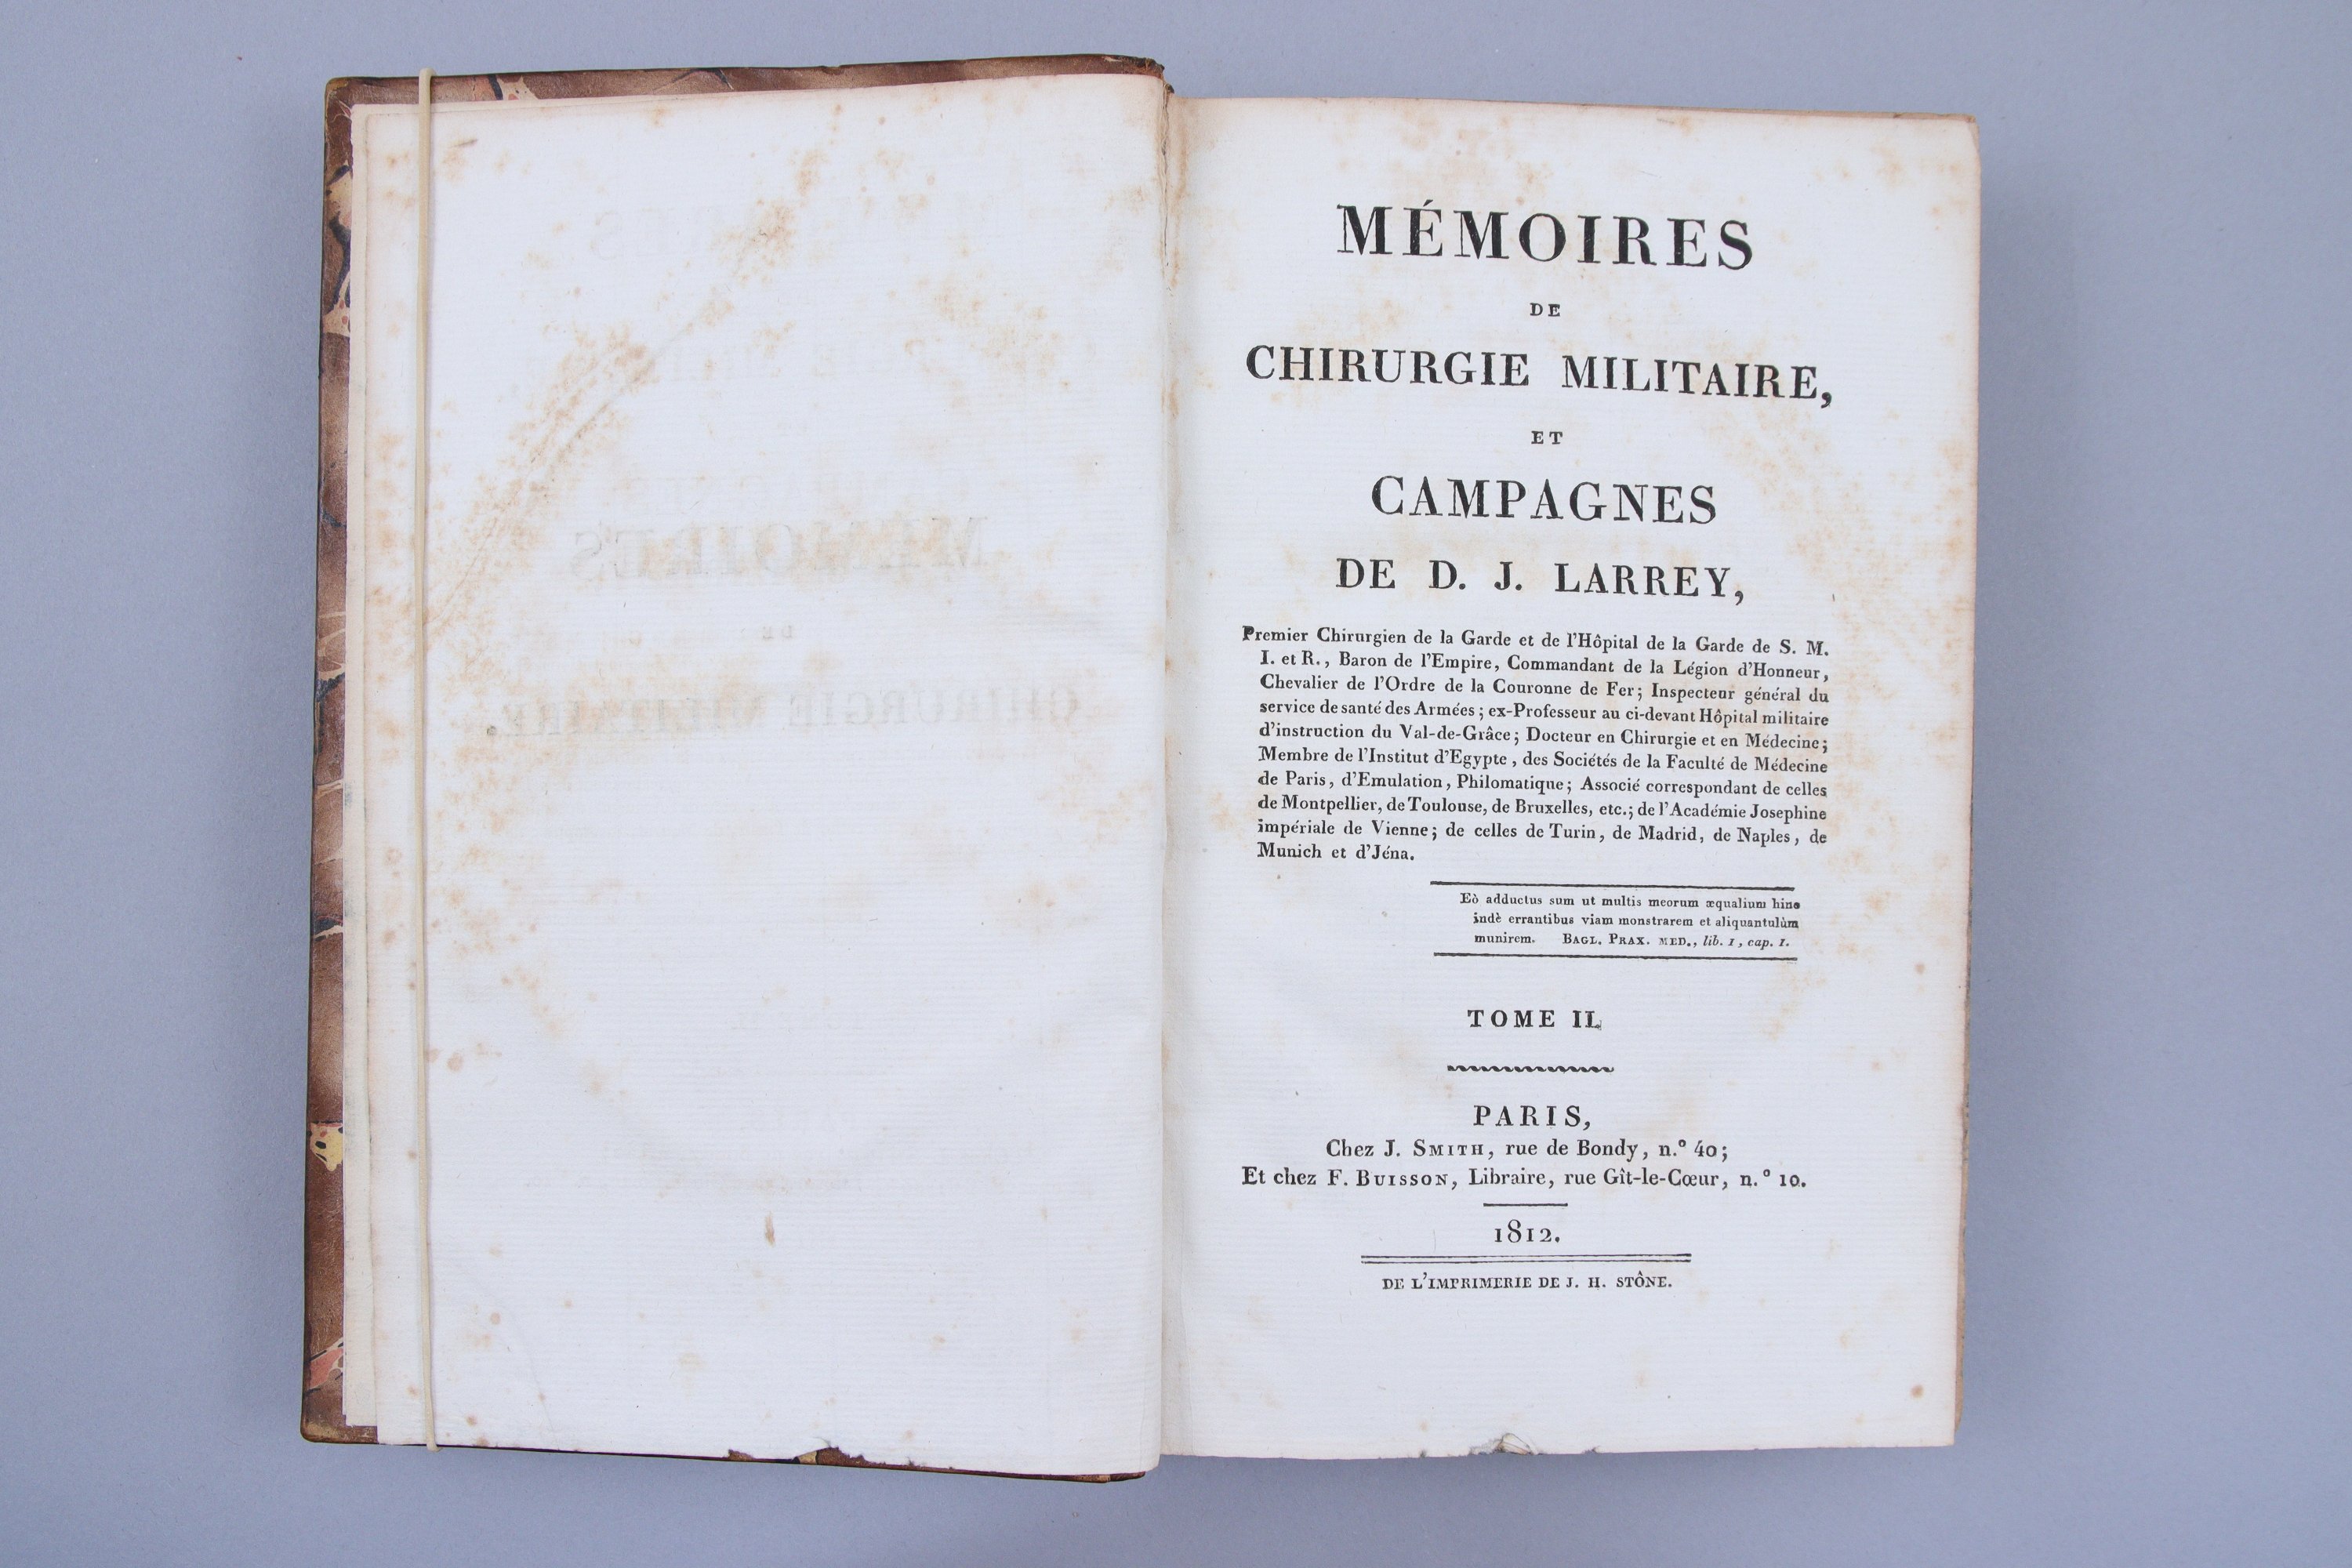 MÉMOIRES
DE
CHIRURGIE MILITAIRE.
MÉMOIRES
DE
CHIRURGIE MILITAIRE,
ET
CAMPAGNES
DE D. J. LARREY,
Premier Chirurgien de la Garde et de l'Hôpital de la Garde de S. M.
I. et R., Baron de l'Empire, Commandant de la Légion d'Honneur,
Chevalier de l'Ordre de la Couronne de Fer; Inspecteur général du
service de santé des Armées; ex-Professeur au ci-devant Hôpital militaire
d'instruction du Val-de-Grâce; Docteur en Chirurgie et en Médecine;
Membre de l'Institut d'Egypte, des Sociétés de la Faculté de Médecine
de Paris, d'Emulation, Philomatique; Associé correspondant de celles
de Montpellier, de Toulouse, de Bruxelles, etc.; de l'Académie Josephine
impériale de Vienne; de celles de Turin, de Madrid, de Naples, de
Munich et d'Jéna.
Eò adductus sum ut multis meorum æqualium hinc
indè errantibus viam monstrarem et aliquantulùm
munirem. BAGL. PRAX. MED., lib. I, cap. I.
TOME II.
PARIS,
Chez J. SMITH, rue de Bondy, n.º 40;
Et chez F. BUISSON, Libraire, rue Gît-le-Cœur, n.º 10.
1812.
DE L'IMPRIMERIE DE J. H. STÔNE.